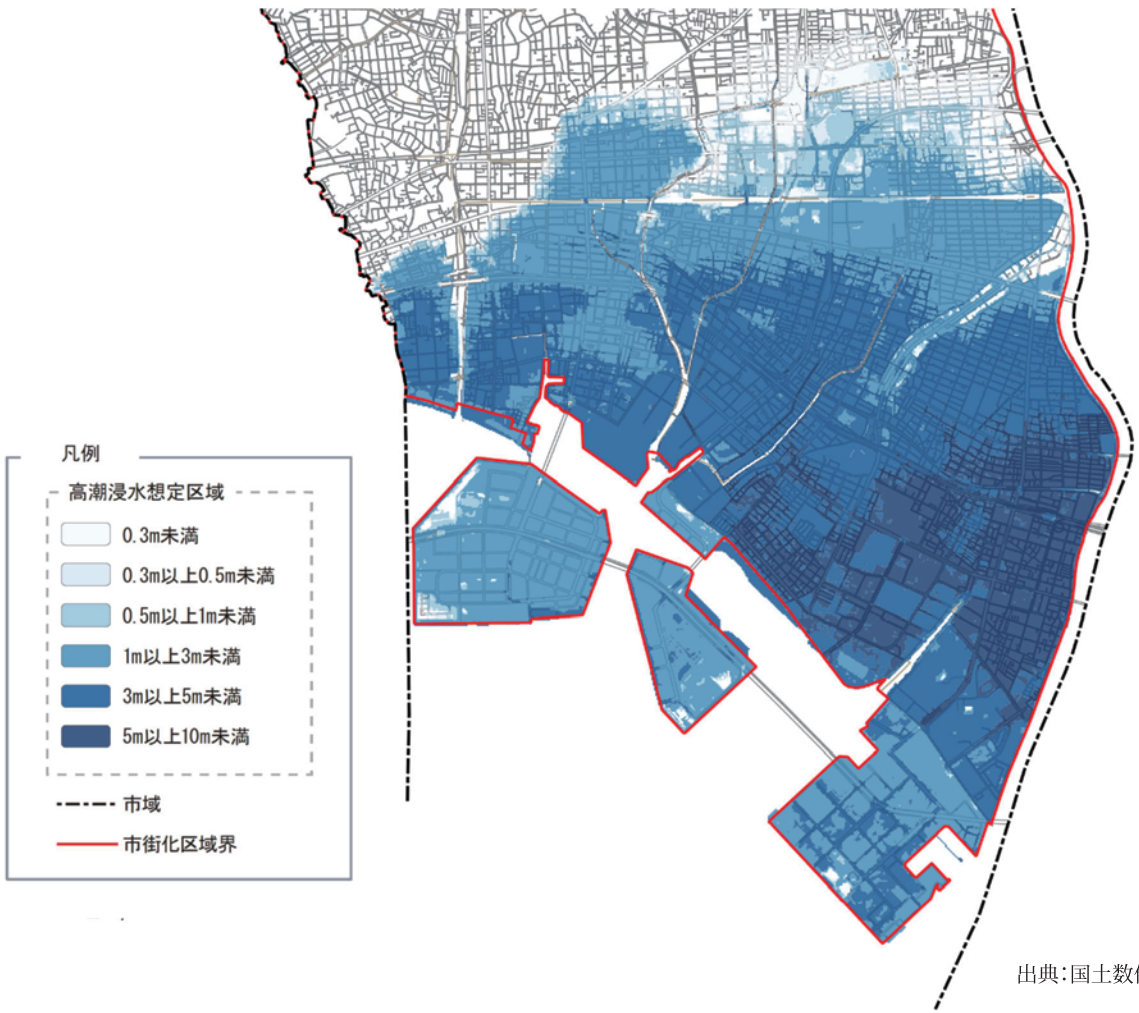 凡例
高潮浸水想定区域
0.3m未満
0.3m以上0.5m未満
0.5m以上1m未満
1m以上3m未満
3m以上5m未満
5m以上10m未満
市域
市街化区域界
出典:国土数